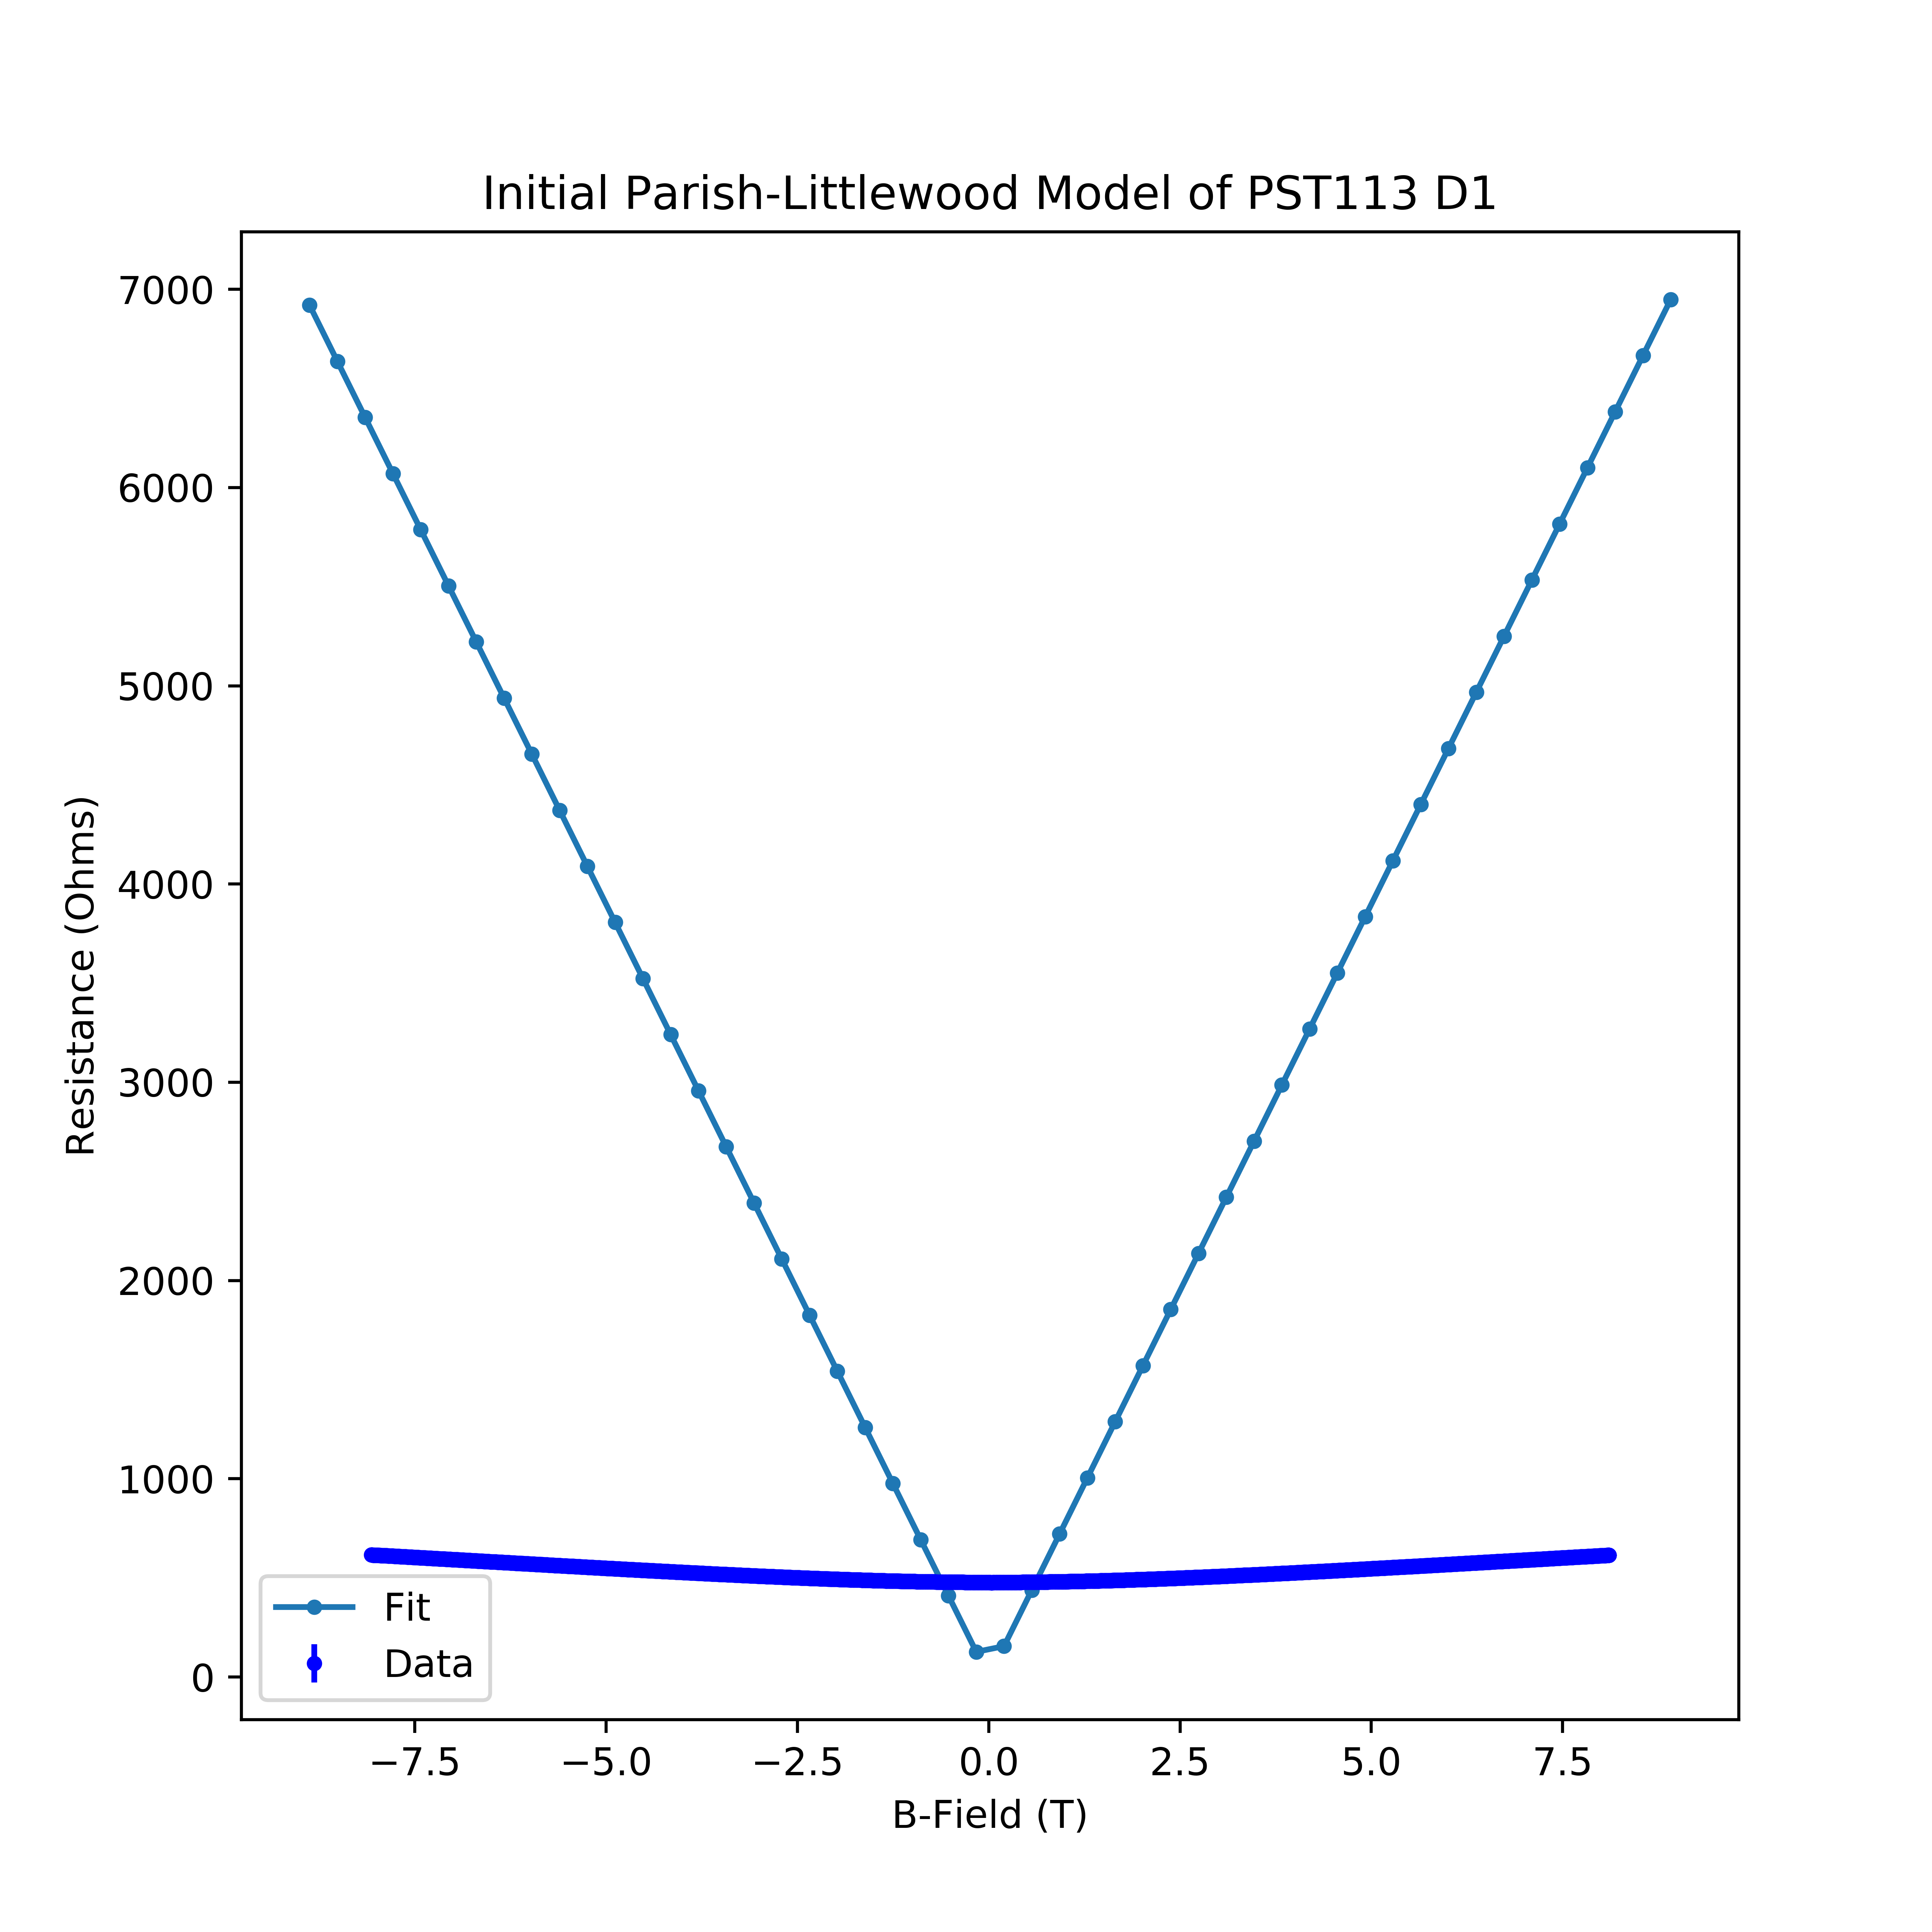 Initial Parish-Littlewood Model of PST113 D1
7000
6000
5000
4000
3000
2000
1000
0
Resistance (Ohms)
Fit
Data
−7.5 −5.0 −2.5 0.0 2.5 5.0 7.5
B-Field (T)